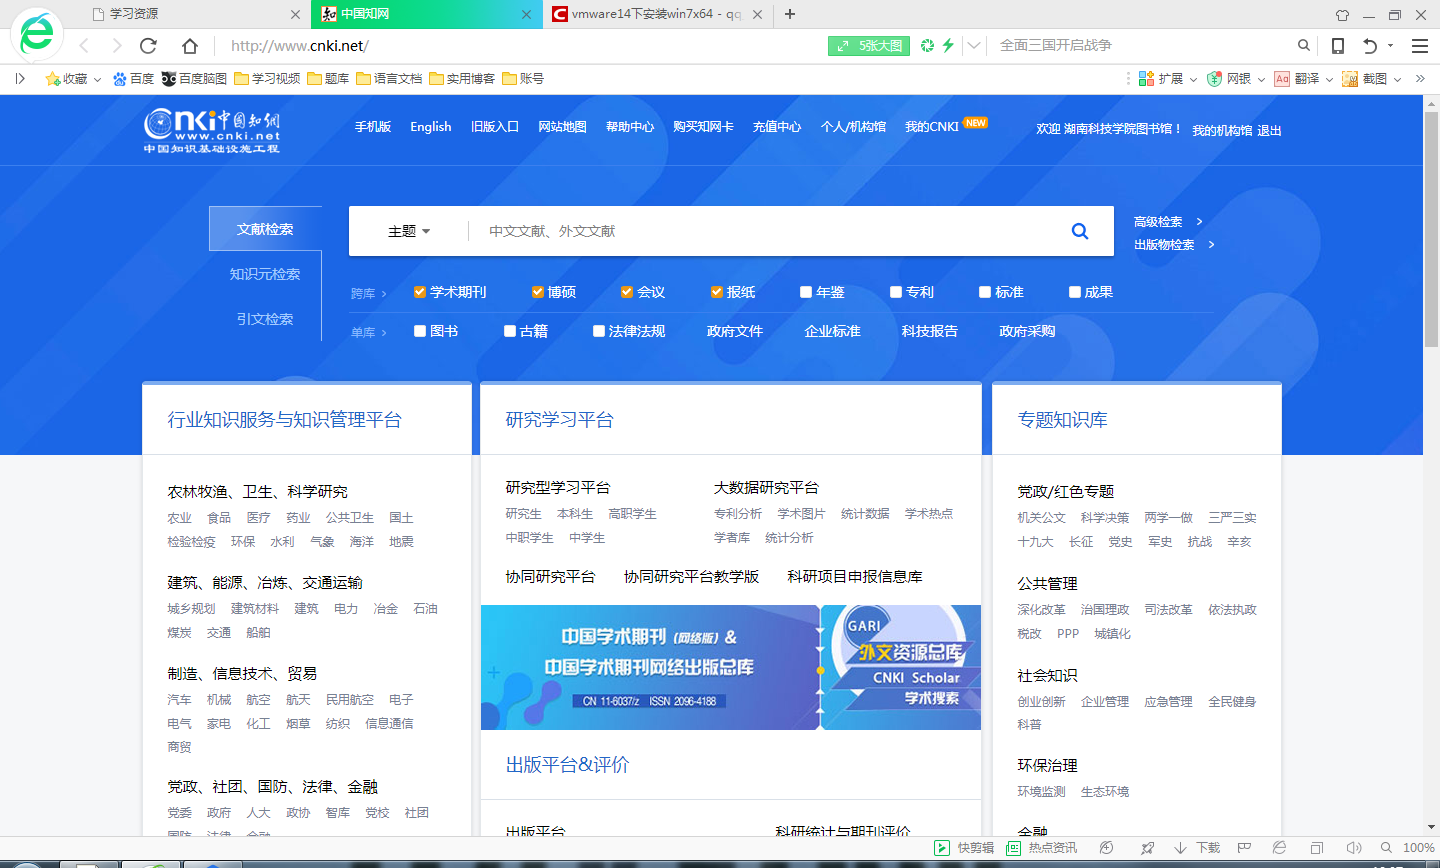 学习资源
中国知网
vmware14下安装win7x64 - qq
http://www.cnki.net/
5张大图
全面三国开启战争
收藏
百度
百度脑图
学习视频
题库
语言文档
实用博客
账号
扩展
网银
Aa 翻译
截图
Cnki中国知網
www.cnki.net
中国知识基础设施工程
手机版
English
旧版入口
网站地图
帮助中心
购买知网卡
充值中心
个人/机构馆
我的CNKI NEW
欢迎 湖南科技学院图书馆！ 我的机构馆 退出
文献检索
知识元检索
引文检索
主题
中文文献、外文文献
高级检索 >
出版物检索 >
跨库 > 学术期刊 博硕 会议 报纸 年鉴 专利 标准 成果
单库 > 图书 古籍 法律法规 政府文件 企业标准 科技报告 政府采购
行业知识服务与知识管理平台
农林牧渔、卫生、科学研究
农业 食品 医疗 药业 公共卫生 国土
检验检疫 环保 水利 气象 海洋 地震
建筑、能源、冶炼、交通运输
城乡规划 建筑材料 建筑 电力 冶金 石油
煤炭 交通 船舶
制造、信息技术、贸易
汽车 机械 航空 航天 民用航空 电子
电气 家电 化工 烟草 纺织 信息通信
商贸
党政、社团、国防、法律、金融
党委 政府 人大 政协 智库 党校 社团
国防 法律 金融
研究学习平台
研究型学习平台
研究生 本科生 高职学生
中职学生 中学生
大数据研究平台
专利分析 学术图片 统计数据 学术热点
学者库 统计分析
协同研究平台 协同研究平台教学版 科研项目申报信息库
中国学术期刊（网络版）&
中国学术期刊网络出版总库
CN 11-6037/z ISSN 2096-4188
GARI
外文资源总库
CNKI Scholar
学术搜索
出版平台&评价
出版平台
科研统计与期刊评价
专题知识库
党政/红色专题
机关公文 科学决策 两学一做 三严三实
十九大 长征 党史 军史 抗战 辛亥
公共管理
深化改革 治国理政 司法改革 依法执政
税改 PPP 城镇化
社会知识
创业创新 企业管理 应急管理 全民健身
科普
环保治理
环境监测 生态环境
金融
快剪辑
热点资讯
下载
100%